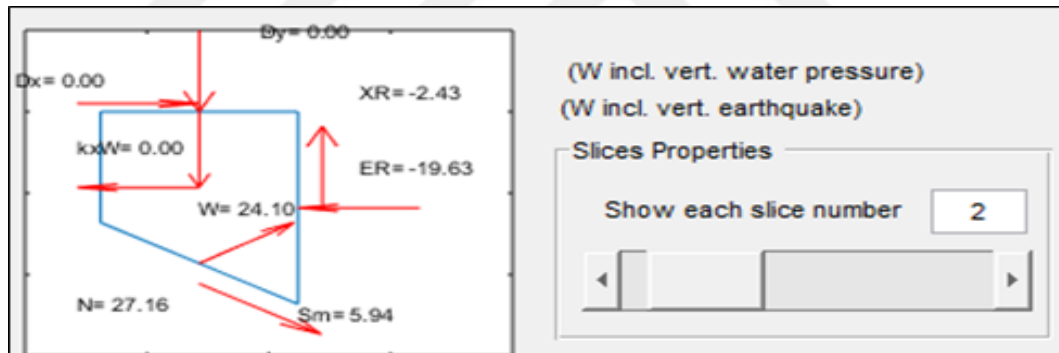 Dy= 0.00
Dx= 0.00
XR= -2.43
kxW= 0.00
ER= -19.63
W= 24.10
N= 27.16
Sm= 5.94
(W incl. vert. water pressure)
(W incl. vert. earthquake)
Slices Properties
Show each slice number 2